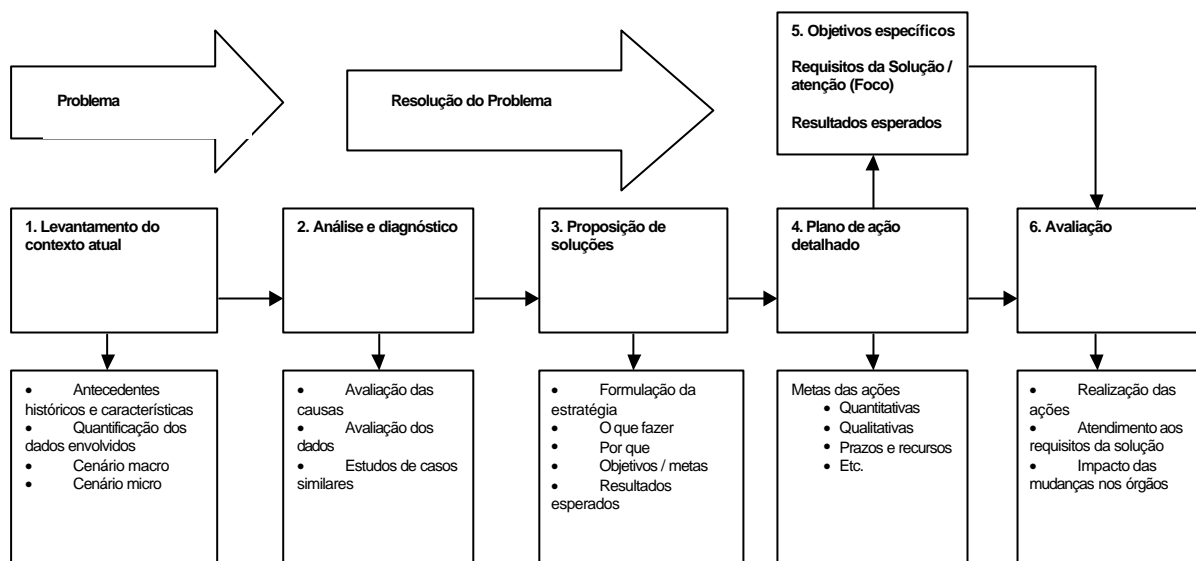 Problema
Resolução do Problema
5. Objetivos específicos
Requisitos da Solução /
atenção (Foco)
Resultados esperados
1. Levantamento do
contexto atual
2. Análise e diagnóstico
3. Proposição de
soluções
4. Plano de ação
detalhado
6. Avaliação
• Antecedentes
históricos e características
• Quantificação dos
dados envolvidos
• Cenário macro
• Cenário micro
• Avaliação das
causas
• Avaliação dos
dados
• Estudos de casos
similares
• Formulação da
estratégia
• O que fazer
• Por que
• Objetivos / metas
• Resultados
esperados
Metas das ações
• Quantitativas
• Qualitativas
• Prazos e recursos
• Etc.
• Realização das
ações
• Atendimento aos
requisitos da solução
• Impacto das
mudanças nos órgãos